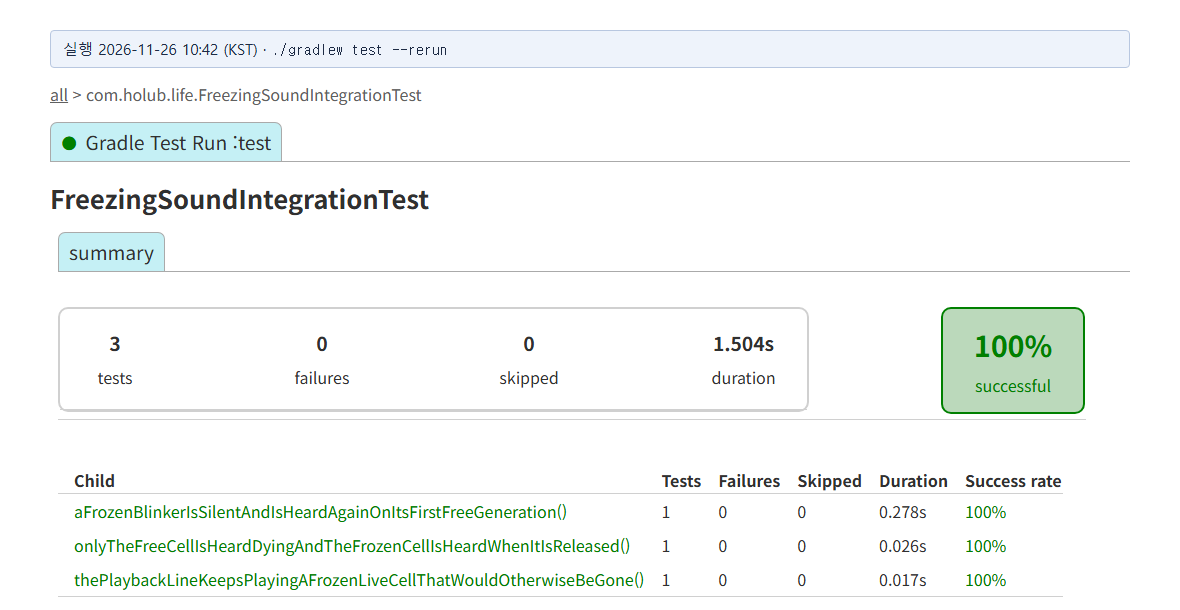 실행 2026-11-26 10:42 (KST) · ./gradlew test --rerun
all > com.holub.life.FreezingSoundIntegrationTest
Gradle Test Run :test
FreezingSoundIntegrationTest
summary
3 0 0 1.504s 100%
tests failures skipped duration successful
Child Tests Failures Skipped Duration Success rate
aFrozenBlinkerIsSilentAndIsHeardAgainOnItsFirstFreeGeneration() 1 0 0 0.278s 100%
onlyTheFreeCellIsHeardDyingAndTheFrozenCellIsHeardWhenItIsReleased() 1 0 0 0.026s 100%
thePlaybackLineKeepsPlayingAFrozenLiveCellThatWouldOtherwiseBeGone() 1 0 0 0.017s 100%